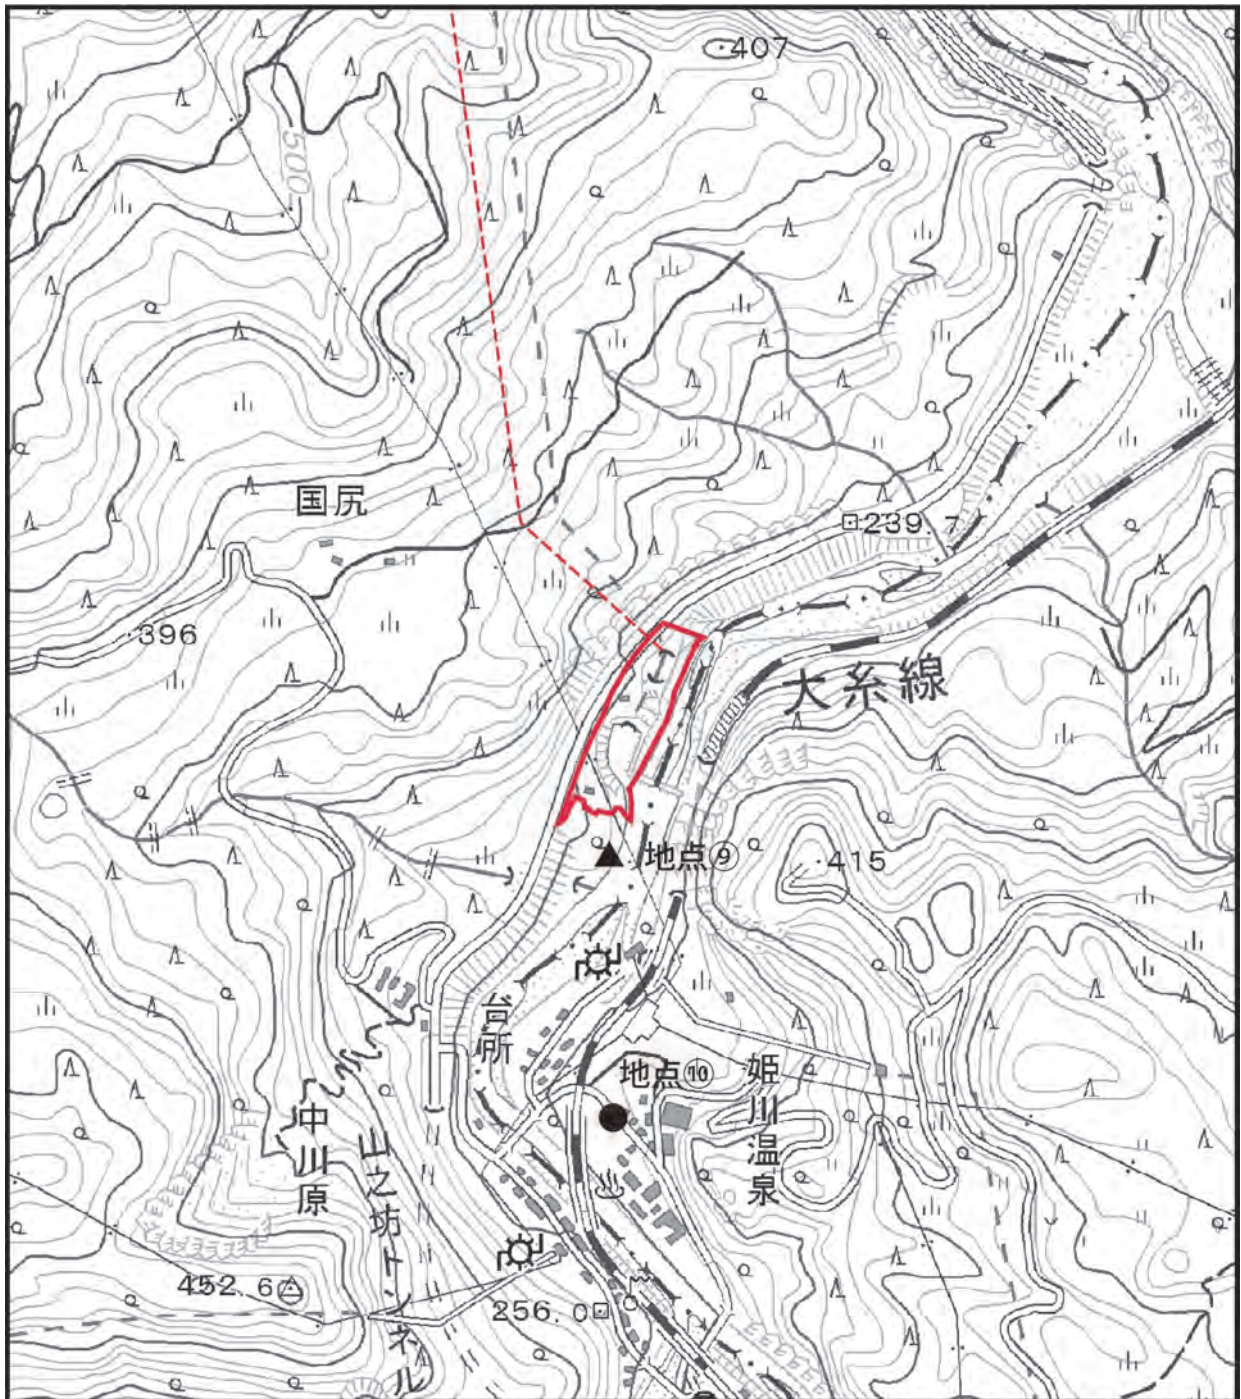 407
500
国尻
239.7
396
大糸線
地点⑨
415
台所
地点⑩
姫川温泉
中川原
山之坊トンネル
452.6
256.0